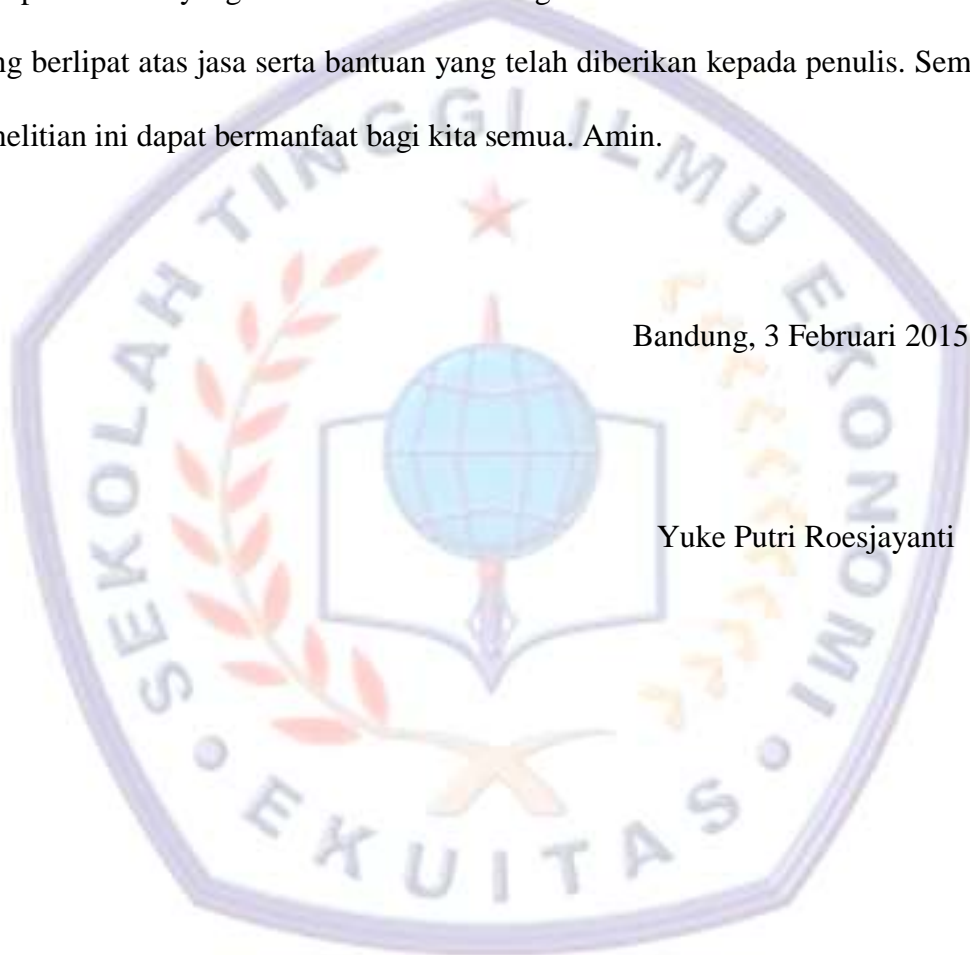 ng berlipat atas jasa serta bantuan yang telah diberikan kepada penulis. Sem
nelitian ini dapat bermanfaat bagi kita semua. Amin.
SEKOLAH TINGGI ILMU EKONOMI
Bandung, 3 Februari 2015
Yuke Putri Roesjayanti
EKUITAS